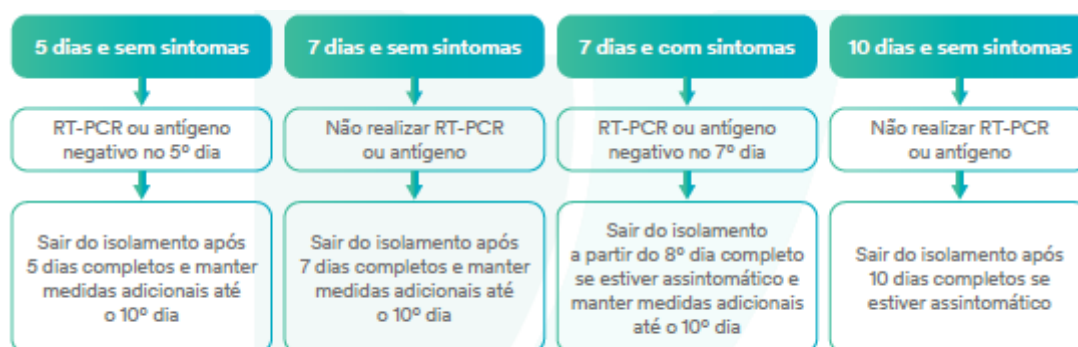 5 dias e sem sintomas
RT-PCR ou antígeno
negativo no 5º dia
Sair do isolamento após
5 dias completos e manter
medidas adicionais até
o 10º dia
7 dias e sem sintomas
Não realizar RT-PCR
ou antígeno
Sair do isolamento após
7 dias completos e manter
medidas adicionais até
o 10º dia
7 dias e com sintomas
RT-PCR ou antígeno
negativo no 7º dia
Sair do isolamento
a partir do 8º dia completo
se estiver assintomático e
manter medidas adicionais
até o 10º dia
10 dias e sem sintomas
Não realizar RT-PCR
ou antígeno
Sair do isolamento após
10 dias completos se
estiver assintomático